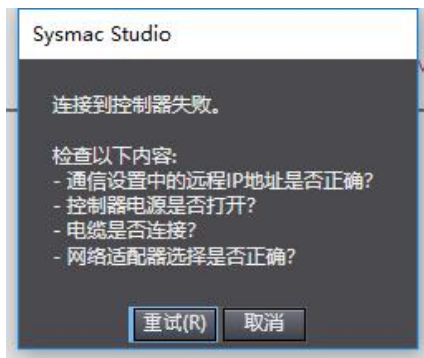 Sysmac Studio
连接到控制器失败。
检查以下内容:
- 通信设置中的远程IP地址是否正确?
- 控制器电源是否打开?
- 电缆是否连接?
- 网络适配器选择是否正确?
重试(R) 取消